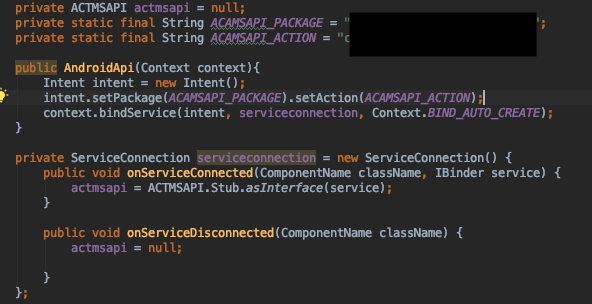 private ACTMSAPI actmsapi = null;
private static final String ACAMSAPI_PACKAGE = "";
private static final String ACAMSAPI_ACTION = "c
public AndroidApi(Context context){
Intent intent = new Intent();
intent.setPackage(ACAMSAPI_PACKAGE).setAction(ACAMSAPI_ACTION);
context.bindService(intent, serviceconnection, Context.BIND_AUTO_CREATE);
}
private ServiceConnection serviceconnection = new ServiceConnection() {
public void onServiceConnected(ComponentName className, IBinder service) {
actmsapi = ACTMSAPI.Stub.asInterface(service);
}
public void onServiceDisconnected(ComponentName className) {
actmsapi = null;
}
};